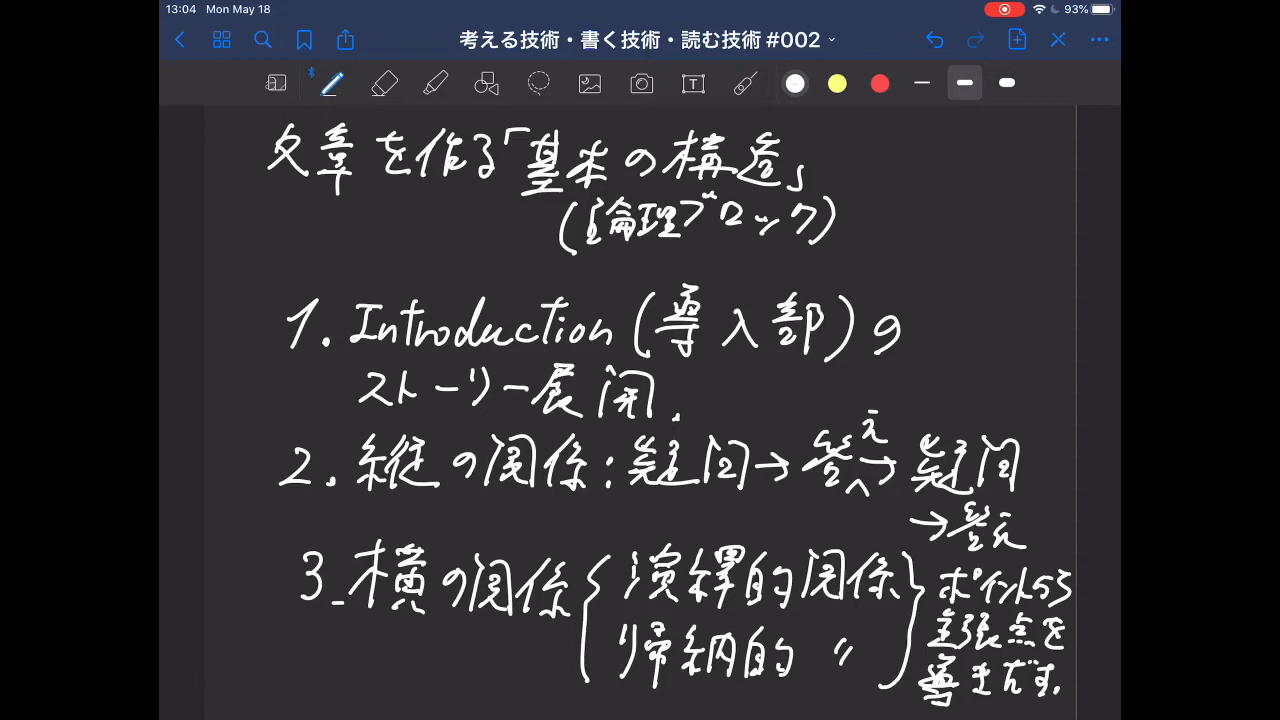 13:04 Mon May 18 93%
考える技術・書く技術・読む技術 #002
文章を作る「基本の構造」
(論理ブロック)
1. Introduction (導入部) の
ストーリー展開.
2. 縦の関係:疑問→答え→疑問
→答え
3. 横の関係{演繹的関係
帰納的 〃}
ポイントから
主張点を
導きだす.